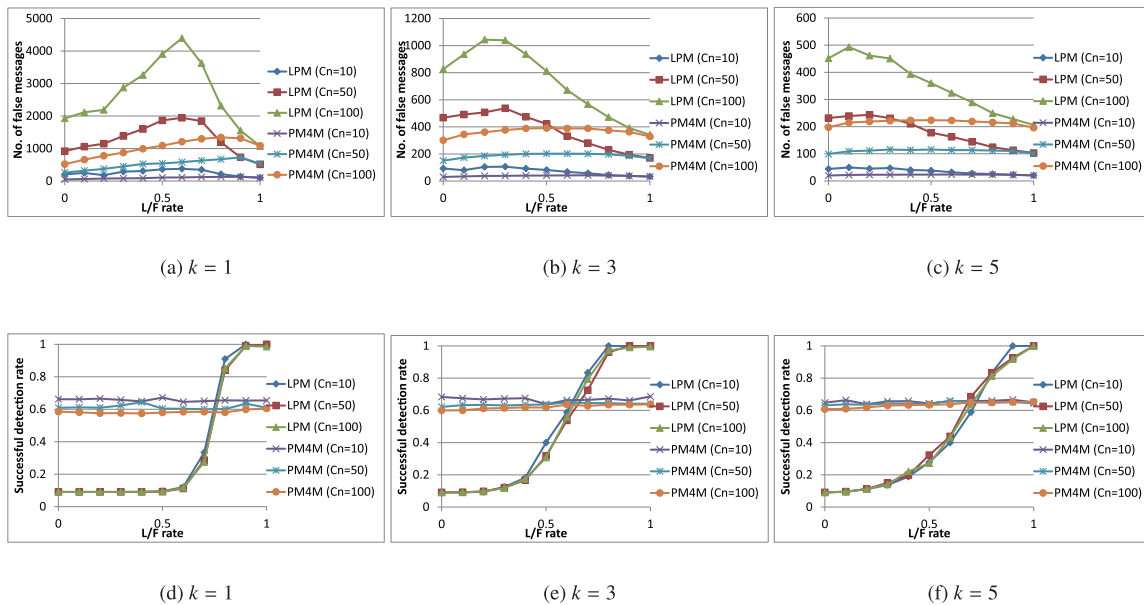 No. of false messages
5000
4000
3000
2000
1000
0
0
0.5
1
L/F rate
LPM (Cn=10)
LPM (Cn=50)
LPM (Cn=100)
PM4M (Cn=10)
PM4M (Cn=50)
PM4M (Cn=100)
(a) k = 1
No. of false messages
1200
1000
800
600
400
200
0
0
0.5
1
L/F rate
LPM (Cn=10)
LPM (Cn=50)
LPM (Cn=100)
PM4M (Cn=10)
PM4M (Cn=50)
PM4M (Cn=100)
(b) k = 3
No. of false messages
600
500
400
300
200
100
0
0
0.5
1
L/F rate
LPM (Cn=10)
LPM (Cn=50)
LPM (Cn=100)
PM4M (Cn=10)
PM4M (Cn=50)
PM4M (Cn=100)
(c) k = 5
Successful detection rate
1
0.8
0.6
0.4
0.2
0
0
0.5
1
L/F rate
LPM (Cn=10)
LPM (Cn=50)
LPM (Cn=100)
PM4M (Cn=10)
PM4M (Cn=50)
PM4M (Cn=100)
(d) k = 1
Successful detection rate
1
0.8
0.6
0.4
0.2
0
0
0.5
1
L/F rate
LPM (Cn=10)
LPM (Cn=50)
LPM (Cn=100)
PM4M (Cn=10)
PM4M (Cn=50)
PM4M (Cn=100)
(e) k = 3
Successful detection rate
1
0.8
0.6
0.4
0.2
0
0
0.5
1
L/F rate
LPM (Cn=10)
LPM (Cn=50)
LPM (Cn=100)
PM4M (Cn=10)
PM4M (Cn=50)
PM4M (Cn=100)
(f) k = 5